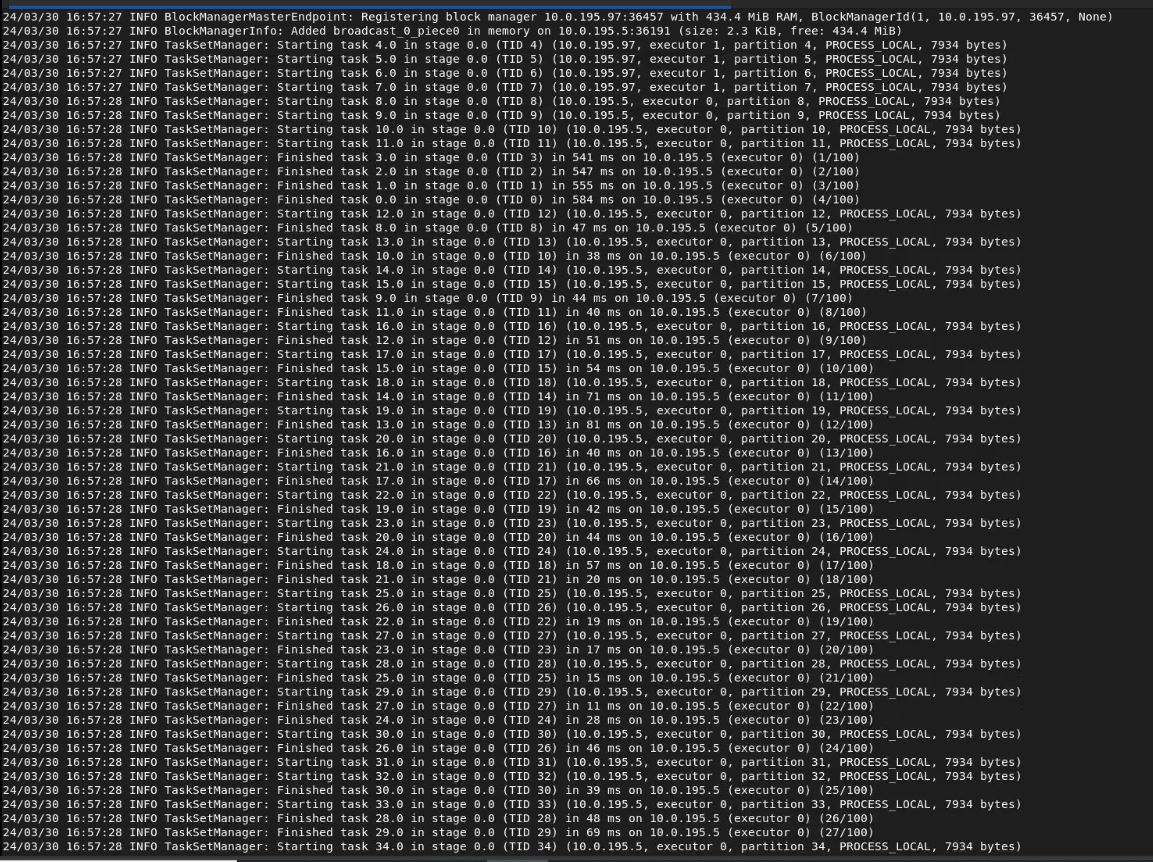 24/03/30 16:57:27 INFO BlockManagerMasterEndpoint: Registering block manager 10.0.195.97:36457 with 434.4 MiB RAM, BlockManagerId(1, 10.0.195.97, 36457, None)
24/03/30 16:57:27 INFO BlockManagerInfo: Added broadcast_0_piece0 in memory on 10.0.195.5:36191 (size: 2.3 KiB, free: 434.4 MiB)
24/03/30 16:57:27 INFO TaskSetManager: Starting task 4.0 in stage 0.0 (TID 4) (10.0.195.97, executor 1, partition 4, PROCESS_LOCAL, 7934 bytes)
24/03/30 16:57:27 INFO TaskSetManager: Starting task 5.0 in stage 0.0 (TID 5) (10.0.195.97, executor 1, partition 5, PROCESS_LOCAL, 7934 bytes)
24/03/30 16:57:27 INFO TaskSetManager: Starting task 6.0 in stage 0.0 (TID 6) (10.0.195.97, executor 1, partition 6, PROCESS_LOCAL, 7934 bytes)
24/03/30 16:57:27 INFO TaskSetManager: Starting task 7.0 in stage 0.0 (TID 7) (10.0.195.97, executor 1, partition 7, PROCESS_LOCAL, 7934 bytes)
24/03/30 16:57:28 INFO TaskSetManager: Starting task 8.0 in stage 0.0 (TID 8) (10.0.195.5, executor 0, partition 8, PROCESS_LOCAL, 7934 bytes)
24/03/30 16:57:28 INFO TaskSetManager: Starting task 9.0 in stage 0.0 (TID 9) (10.0.195.5, executor 0, partition 9, PROCESS_LOCAL, 7934 bytes)
24/03/30 16:57:28 INFO TaskSetManager: Starting task 10.0 in stage 0.0 (TID 10) (10.0.195.5, executor 0, partition 10, PROCESS_LOCAL, 7934 bytes)
24/03/30 16:57:28 INFO TaskSetManager: Starting task 11.0 in stage 0.0 (TID 11) (10.0.195.5, executor 0, partition 11, PROCESS_LOCAL, 7934 bytes)
24/03/30 16:57:28 INFO TaskSetManager: Finished task 3.0 in stage 0.0 (TID 3) in 541 ms on 10.0.195.5 (executor 0) (1/100)
24/03/30 16:57:28 INFO TaskSetManager: Finished task 2.0 in stage 0.0 (TID 2) in 547 ms on 10.0.195.5 (executor 0) (2/100)
24/03/30 16:57:28 INFO TaskSetManager: Finished task 1.0 in stage 0.0 (TID 1) in 555 ms on 10.0.195.5 (executor 0) (3/100)
24/03/30 16:57:28 INFO TaskSetManager: Finished task 0.0 in stage 0.0 (TID 0) in 584 ms on 10.0.195.5 (executor 0) (4/100)
24/03/30 16:57:28 INFO TaskSetManager: Starting task 12.0 in stage 0.0 (TID 12) (10.0.195.5, executor 0, partition 12, PROCESS_LOCAL, 7934 bytes)
24/03/30 16:57:28 INFO TaskSetManager: Finished task 8.0 in stage 0.0 (TID 8) in 47 ms on 10.0.195.5 (executor 0) (5/100)
24/03/30 16:57:28 INFO TaskSetManager: Starting task 13.0 in stage 0.0 (TID 13) (10.0.195.5, executor 0, partition 13, PROCESS_LOCAL, 7934 bytes)
24/03/30 16:57:28 INFO TaskSetManager: Finished task 10.0 in stage 0.0 (TID 10) in 38 ms on 10.0.195.5 (executor 0) (6/100)
24/03/30 16:57:28 INFO TaskSetManager: Starting task 14.0 in stage 0.0 (TID 14) (10.0.195.5, executor 0, partition 14, PROCESS_LOCAL, 7934 bytes)
24/03/30 16:57:28 INFO TaskSetManager: Starting task 15.0 in stage 0.0 (TID 15) (10.0.195.5, executor 0, partition 15, PROCESS_LOCAL, 7934 bytes)
24/03/30 16:57:28 INFO TaskSetManager: Finished task 9.0 in stage 0.0 (TID 9) in 44 ms on 10.0.195.5 (executor 0) (7/100)
24/03/30 16:57:28 INFO TaskSetManager: Finished task 11.0 in stage 0.0 (TID 11) in 40 ms on 10.0.195.5 (executor 0) (8/100)
24/03/30 16:57:28 INFO TaskSetManager: Starting task 16.0 in stage 0.0 (TID 16) (10.0.195.5, executor 0, partition 16, PROCESS_LOCAL, 7934 bytes)
24/03/30 16:57:28 INFO TaskSetManager: Finished task 12.0 in stage 0.0 (TID 12) in 51 ms on 10.0.195.5 (executor 0) (9/100)
24/03/30 16:57:28 INFO TaskSetManager: Starting task 17.0 in stage 0.0 (TID 17) (10.0.195.5, executor 0, partition 17, PROCESS_LOCAL, 7934 bytes)
24/03/30 16:57:28 INFO TaskSetManager: Finished task 15.0 in stage 0.0 (TID 15) in 54 ms on 10.0.195.5 (executor 0) (10/100)
24/03/30 16:57:28 INFO TaskSetManager: Starting task 18.0 in stage 0.0 (TID 18) (10.0.195.5, executor 0, partition 18, PROCESS_LOCAL, 7934 bytes)
24/03/30 16:57:28 INFO TaskSetManager: Finished task 14.0 in stage 0.0 (TID 14) in 71 ms on 10.0.195.5 (executor 0) (11/100)
24/03/30 16:57:28 INFO TaskSetManager: Starting task 19.0 in stage 0.0 (TID 19) (10.0.195.5, executor 0, partition 19, PROCESS_LOCAL, 7934 bytes)
24/03/30 16:57:28 INFO TaskSetManager: Finished task 13.0 in stage 0.0 (TID 13) in 81 ms on 10.0.195.5 (executor 0) (12/100)
24/03/30 16:57:28 INFO TaskSetManager: Starting task 20.0 in stage 0.0 (TID 20) (10.0.195.5, executor 0, partition 20, PROCESS_LOCAL, 7934 bytes)
24/03/30 16:57:28 INFO TaskSetManager: Finished task 16.0 in stage 0.0 (TID 16) in 40 ms on 10.0.195.5 (executor 0) (13/100)
24/03/30 16:57:28 INFO TaskSetManager: Starting task 21.0 in stage 0.0 (TID 21) (10.0.195.5, executor 0, partition 21, PROCESS_LOCAL, 7934 bytes)
24/03/30 16:57:28 INFO TaskSetManager: Finished task 17.0 in stage 0.0 (TID 17) in 66 ms on 10.0.195.5 (executor 0) (14/100)
24/03/30 16:57:28 INFO TaskSetManager: Starting task 22.0 in stage 0.0 (TID 22) (10.0.195.5, executor 0, partition 22, PROCESS_LOCAL, 7934 bytes)
24/03/30 16:57:28 INFO TaskSetManager: Finished task 19.0 in stage 0.0 (TID 19) in 42 ms on 10.0.195.5 (executor 0) (15/100)
24/03/30 16:57:28 INFO TaskSetManager: Starting task 23.0 in stage 0.0 (TID 23) (10.0.195.5, executor 0, partition 23, PROCESS_LOCAL, 7934 bytes)
24/03/30 16:57:28 INFO TaskSetManager: Finished task 20.0 in stage 0.0 (TID 20) in 44 ms on 10.0.195.5 (executor 0) (16/100)
24/03/30 16:57:28 INFO TaskSetManager: Starting task 24.0 in stage 0.0 (TID 24) (10.0.195.5, executor 0, partition 24, PROCESS_LOCAL, 7934 bytes)
24/03/30 16:57:28 INFO TaskSetManager: Finished task 18.0 in stage 0.0 (TID 18) in 57 ms on 10.0.195.5 (executor 0) (17/100)
24/03/30 16:57:28 INFO TaskSetManager: Finished task 21.0 in stage 0.0 (TID 21) in 20 ms on 10.0.195.5 (executor 0) (18/100)
24/03/30 16:57:28 INFO TaskSetManager: Starting task 25.0 in stage 0.0 (TID 25) (10.0.195.5, executor 0, partition 25, PROCESS_LOCAL, 7934 bytes)
24/03/30 16:57:28 INFO TaskSetManager: Starting task 26.0 in stage 0.0 (TID 26) (10.0.195.5, executor 0, partition 26, PROCESS_LOCAL, 7934 bytes)
24/03/30 16:57:28 INFO TaskSetManager: Finished task 22.0 in stage 0.0 (TID 22) in 19 ms on 10.0.195.5 (executor 0) (19/100)
24/03/30 16:57:28 INFO TaskSetManager: Starting task 27.0 in stage 0.0 (TID 27) (10.0.195.5, executor 0, partition 27, PROCESS_LOCAL, 7934 bytes)
24/03/30 16:57:28 INFO TaskSetManager: Finished task 23.0 in stage 0.0 (TID 23) in 17 ms on 10.0.195.5 (executor 0) (20/100)
24/03/30 16:57:28 INFO TaskSetManager: Starting task 28.0 in stage 0.0 (TID 28) (10.0.195.5, executor 0, partition 28, PROCESS_LOCAL, 7934 bytes)
24/03/30 16:57:28 INFO TaskSetManager: Finished task 25.0 in stage 0.0 (TID 25) in 15 ms on 10.0.195.5 (executor 0) (21/100)
24/03/30 16:57:28 INFO TaskSetManager: Starting task 29.0 in stage 0.0 (TID 29) (10.0.195.5, executor 0, partition 29, PROCESS_LOCAL, 7934 bytes)
24/03/30 16:57:28 INFO TaskSetManager: Finished task 27.0 in stage 0.0 (TID 27) in 11 ms on 10.0.195.5 (executor 0) (22/100)
24/03/30 16:57:28 INFO TaskSetManager: Finished task 24.0 in stage 0.0 (TID 24) in 28 ms on 10.0.195.5 (executor 0) (23/100)
24/03/30 16:57:28 INFO TaskSetManager: Starting task 30.0 in stage 0.0 (TID 30) (10.0.195.5, executor 0, partition 30, PROCESS_LOCAL, 7934 bytes)
24/03/30 16:57:28 INFO TaskSetManager: Finished task 26.0 in stage 0.0 (TID 26) in 46 ms on 10.0.195.5 (executor 0) (24/100)
24/03/30 16:57:28 INFO TaskSetManager: Starting task 31.0 in stage 0.0 (TID 31) (10.0.195.5, executor 0, partition 31, PROCESS_LOCAL, 7934 bytes)
24/03/30 16:57:28 INFO TaskSetManager: Starting task 32.0 in stage 0.0 (TID 32) (10.0.195.5, executor 0, partition 32, PROCESS_LOCAL, 7934 bytes)
24/03/30 16:57:28 INFO TaskSetManager: Finished task 30.0 in stage 0.0 (TID 30) in 39 ms on 10.0.195.5 (executor 0) (25/100)
24/03/30 16:57:28 INFO TaskSetManager: Starting task 33.0 in stage 0.0 (TID 33) (10.0.195.5, executor 0, partition 33, PROCESS_LOCAL, 7934 bytes)
24/03/30 16:57:28 INFO TaskSetManager: Finished task 28.0 in stage 0.0 (TID 28) in 48 ms on 10.0.195.5 (executor 0) (26/100)
24/03/30 16:57:28 INFO TaskSetManager: Finished task 29.0 in stage 0.0 (TID 29) in 69 ms on 10.0.195.5 (executor 0) (27/100)
24/03/30 16:57:28 INFO TaskSetManager: Starting task 34.0 in stage 0.0 (TID 34) (10.0.195.5, executor 0, partition 34, PROCESS_LOCAL, 7934 bytes)